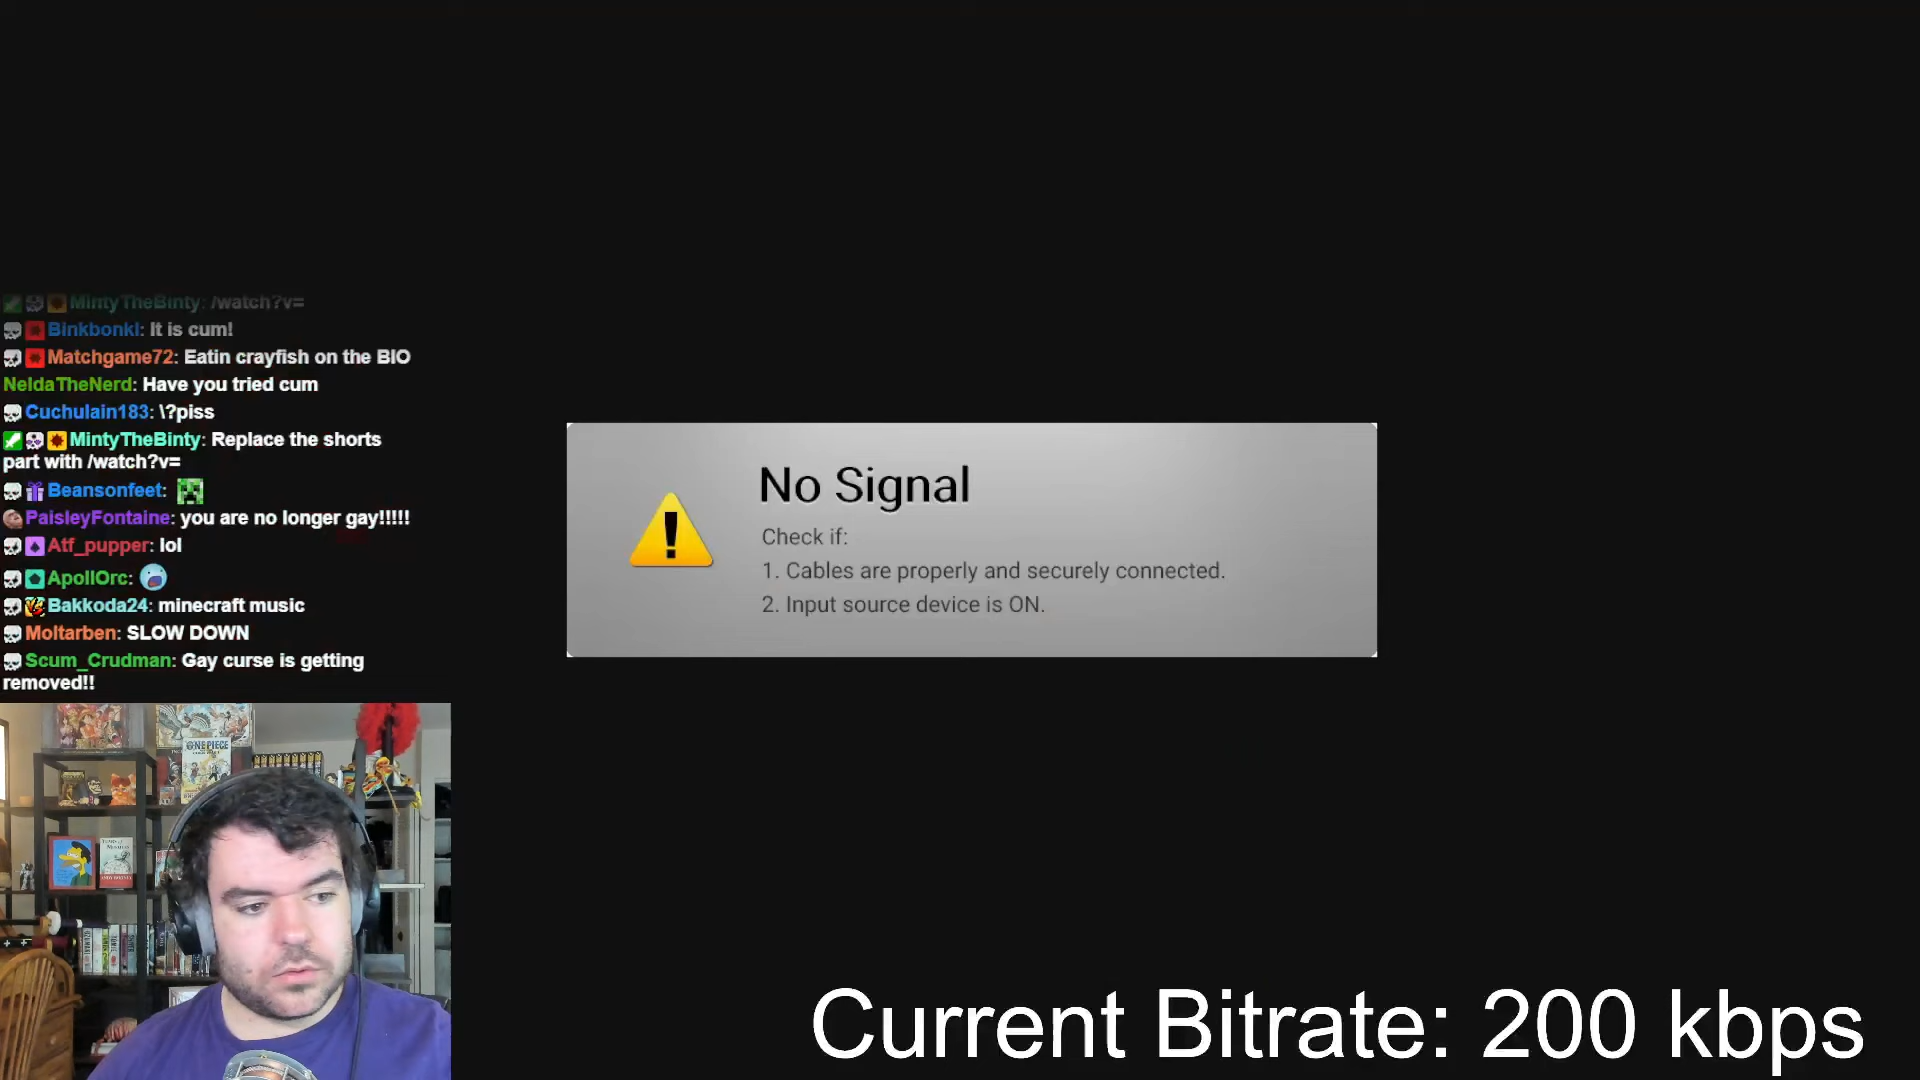 MintyTheBinty: /watch?v=
Binkbonkl: It is cum!
Matchgame72: Eatin crayfish on the BIO
NeldaTheNerd: Have you tried cum
Cuchulain183: \?piss
MintyTheBinty: Replace the shorts
part with /watch?v=
Beansonfeet:
PaisleyFontaine: you are no longer gay!!!!!
Atf_pupper: lol
ApollOrc:
Bakkoda24: minecraft music
Moltarben: SLOW DOWN
Scum_Crudman: Gay curse is getting
removed!!
No Signal
Check if:
1. Cables are properly and securely connected.
2. Input source device is ON.
ONE PIECE
Current Bitrate: 200 kbps